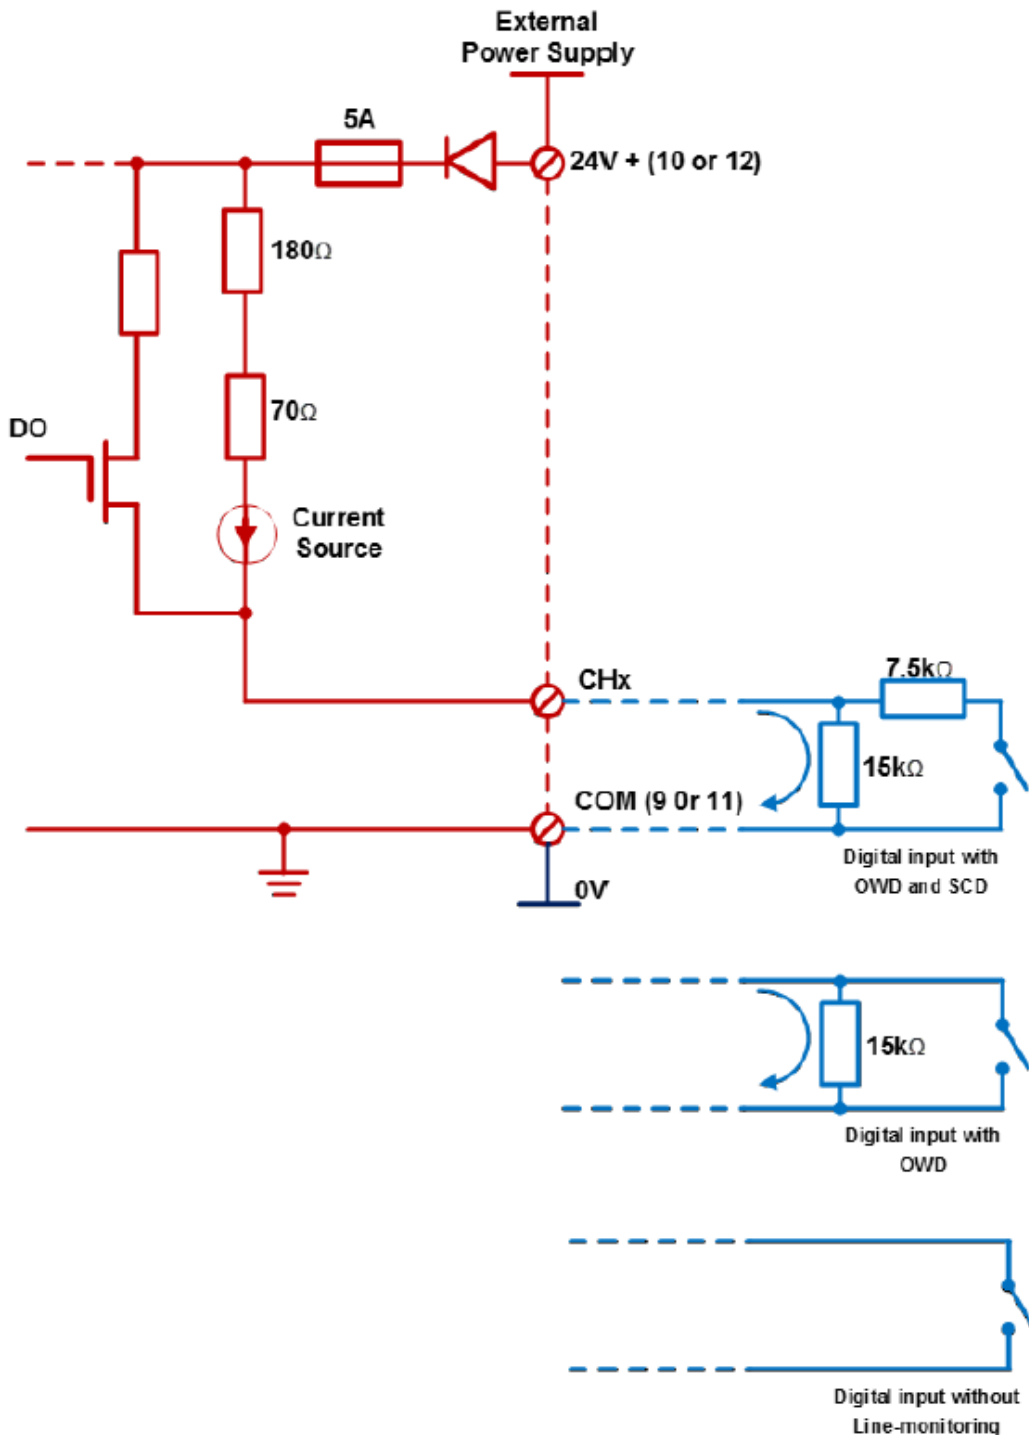 External
Power Supply
5A
24V + (10 or 12)
180Ω
70Ω
DO
Current
Source
CHx
7.5kΩ
15kΩ
COM (9 0r 11)
Digital input with
OWD and SCD
0V
15kΩ
Digital input with
OWD
Digital input without
Line-monitoring